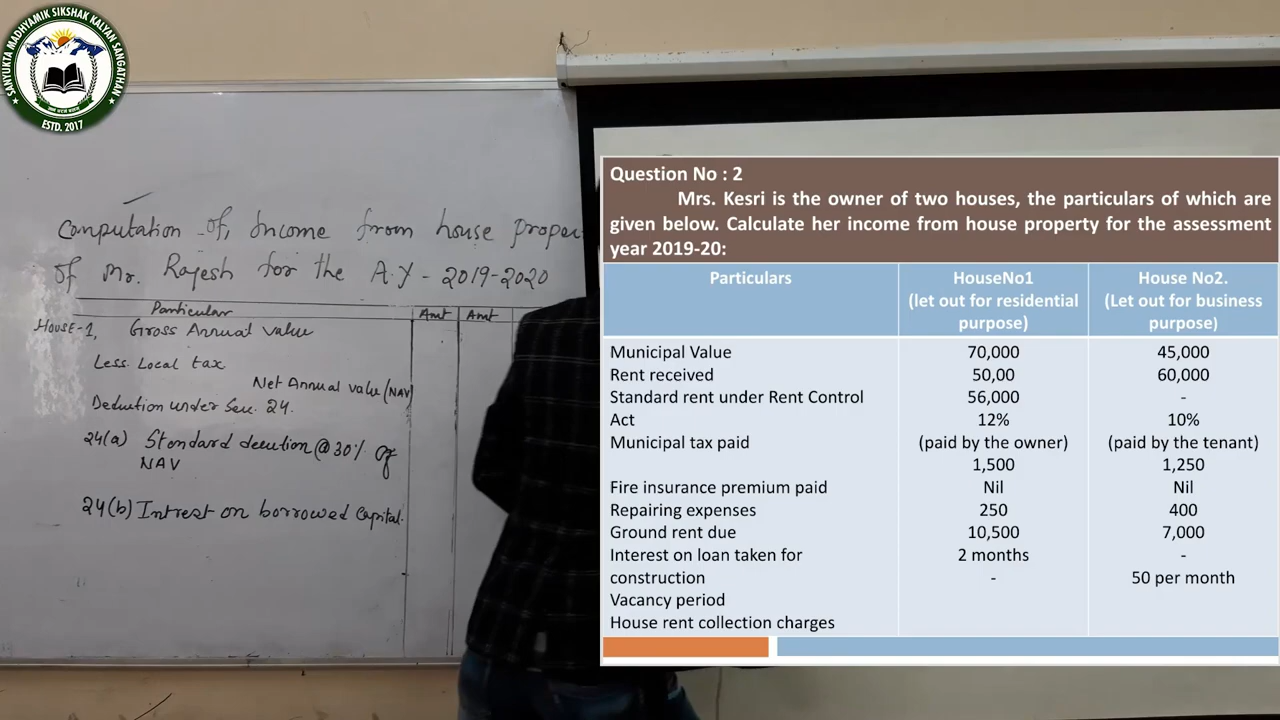 SANYUKTA MADHYAMIK SIKSHAK KALYAN SANGATHAN
ESTD. 2017
Computation of, Income from house proper
of Mr. Rajesh for the A.Y - 2019-2020
Particular Amt Amt
House-1, Gross Annual value
Less. Local tax
Net Annual value (NAV)
Deduction under Sec. 24.
24(a) Standard decution @ 30% of
NAV
24(b) Intrest on borrowed Capital.
Question No : 2
Mrs. Kesri is the owner of two houses, the particulars of which are
given below. Calculate her income from house property for the assessment
year 2019-20:
Particulars HouseNo1 House No2.
(let out for residential (Let out for business
purpose) purpose)
Municipal Value 70,000 45,000
Rent received 50,00 60,000
Standard rent under Rent Control 56,000 -
Act 12% 10%
Municipal tax paid (paid by the owner) (paid by the tenant)
1,500 1,250
Fire insurance premium paid Nil Nil
Repairing expenses 250 400
Ground rent due 10,500 7,000
Interest on loan taken for 2 months -
construction - 50 per month
Vacancy period
House rent collection charges